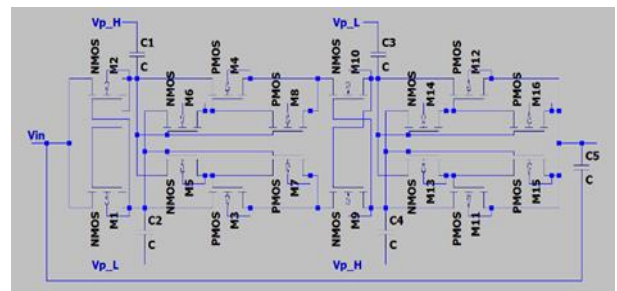 Vp_H
Vp_L
C1
C
C3
C
NMOS
M2
PMOS
M4
NMOS
M10
PMOS
M12
NMOS
M6
PMOS
M8
NMOS
M14
PMOS
M16
Vin
C5
C
NMOS
M5
PMOS
M7
NMOS
M13
PMOS
M15
NMOS
M1
PMOS
M3
NMOS
M9
PMOS
M11
C2
C
C4
C
Vp_L
Vp_H